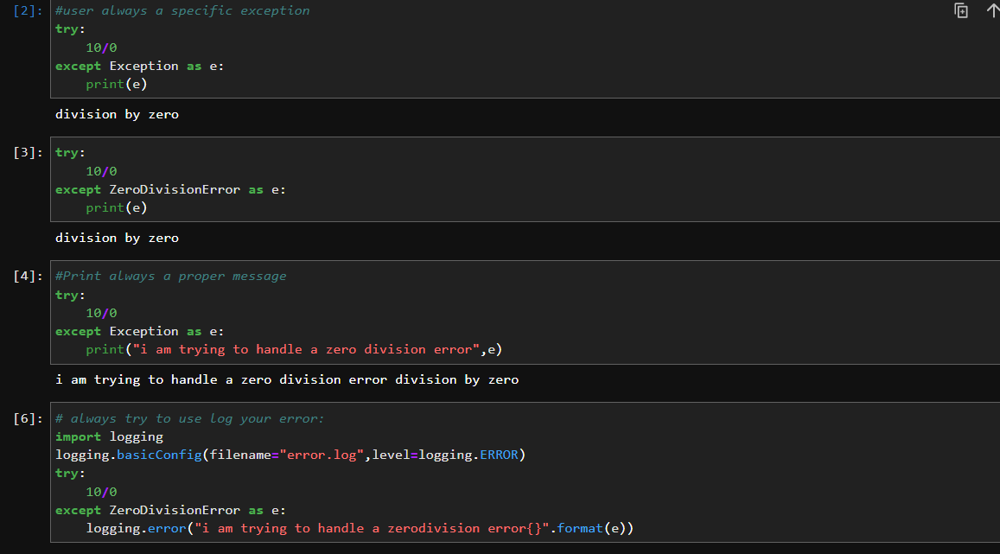 [2]: #user always a specific exception
try:
    10/0
except Exception as e:
    print(e)
division by zero
[3]: try:
    10/0
except ZeroDivisionError as e:
    print(e)
division by zero
[4]: #Print always a proper message
try:
    10/0
except Exception as e:
    print("i am trying to handle a zero division error",e)
i am trying to handle a zero division error division by zero
[6]: # always try to use log your error:
import logging
logging.basicConfig(filename="error.log",level=logging.ERROR)
try:
    10/0
except ZeroDivisionError as e:
    logging.error("i am trying to handle a zerodivision error{}".format(e))